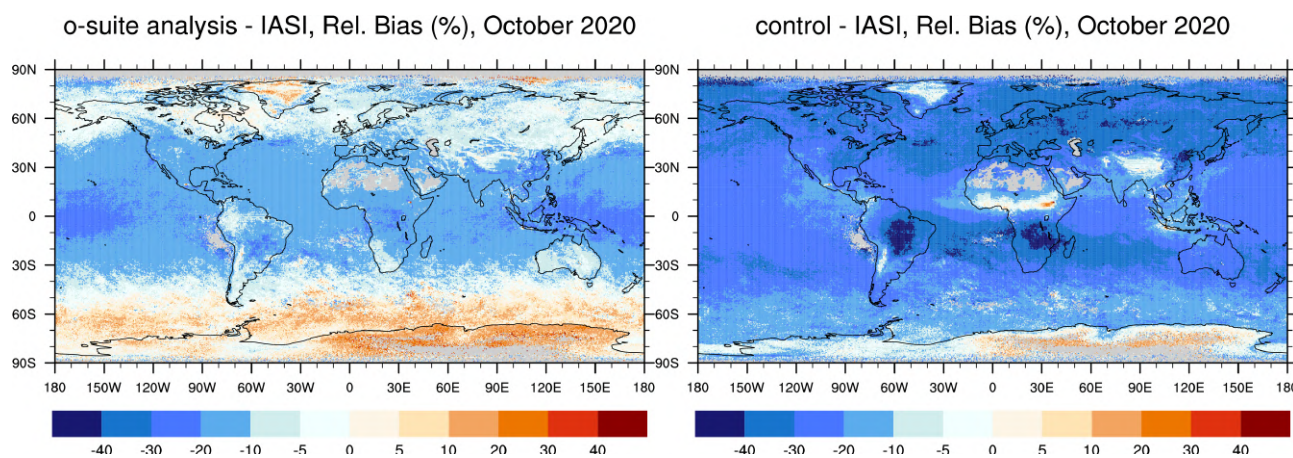 o-suite analysis - IASI, Rel. Bias (%), October 2020
control - IASI, Rel. Bias (%), October 2020
90N
60N
30N
0
30S
60S
90S
180 150W 120W 90W 60W 30W 0 30E 60E 90E 120E 150E 180
-40 -30 -20 -10 -5 0 5 10 20 30 40
90N
60N
30N
0
30S
60S
90S
180 150W 120W 90W 60W 30W 0 30E 60E 90E 120E 150E 180
-40 -30 -20 -10 -5 0 5 10 20 30 40